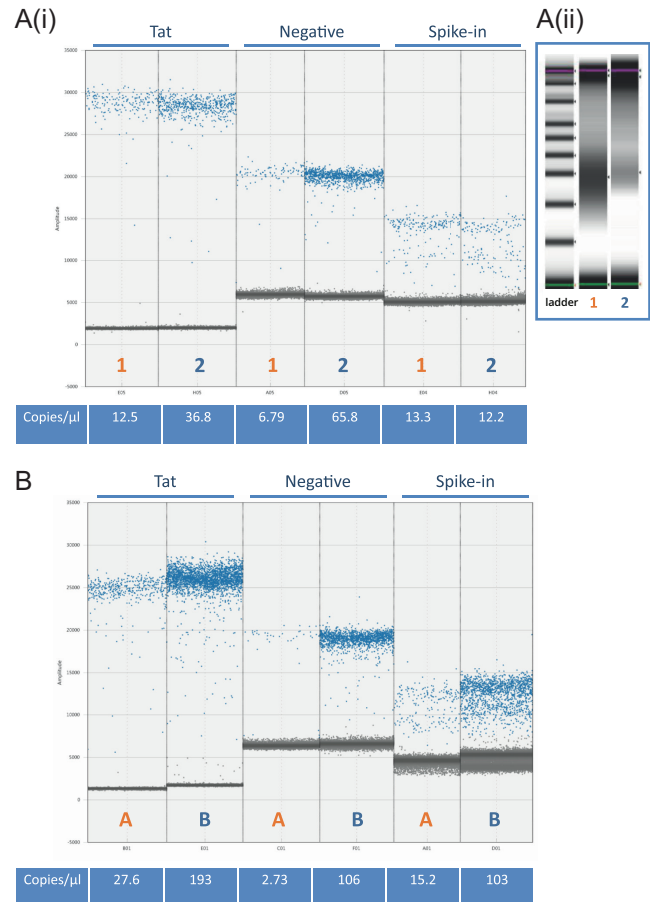 A(i)
A(ii)
Tat Negative Spike-in
35000
30000
25000
20000
15000
10000
5000
0
-5000
Amplitude
1 2 1 2 1 2
E05 H05 A05 D05 E04 H04
Copies/µl 12.5 36.8 6.79 65.8 13.3 12.2
ladder 1 2
B
Tat Negative Spike-in
35000
30000
25000
20000
15000
10000
5000
0
-5000
Amplitude
A B A B A B
B01 E01 C01 F01 A01 D01
Copies/µl 27.6 193 2.73 106 15.2 103